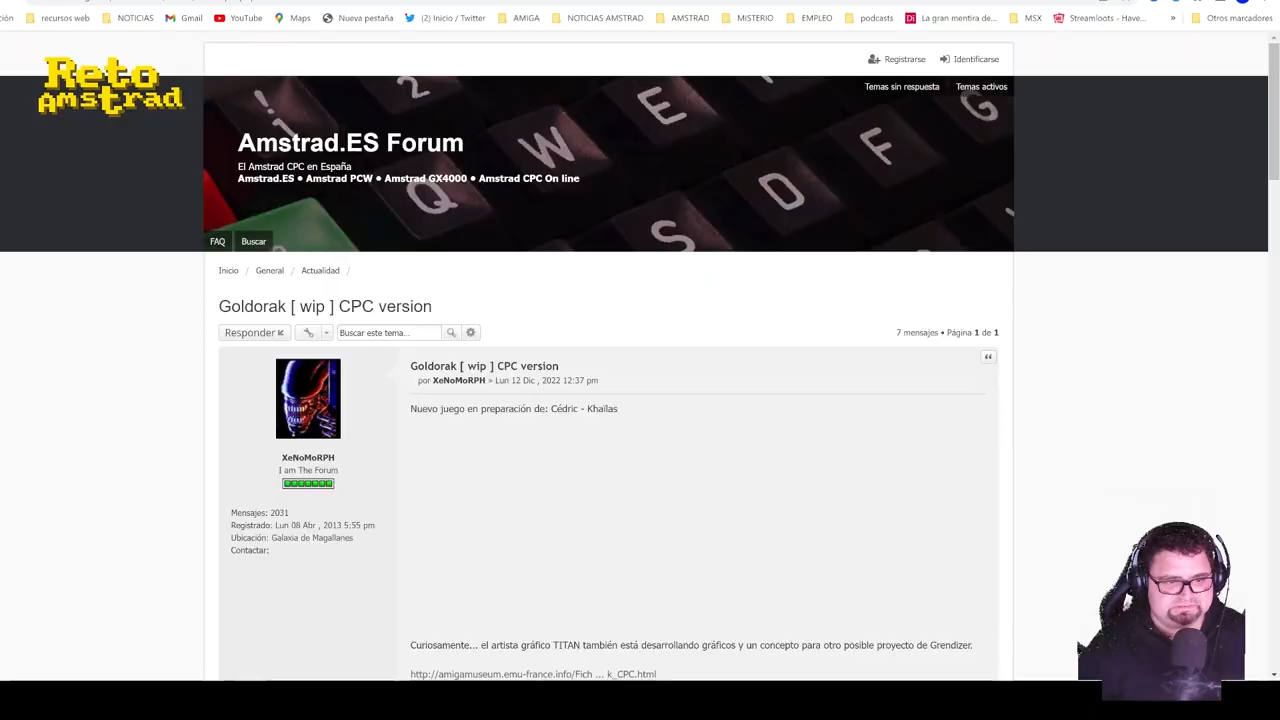 ción
recursos web
NOTICIAS
Gmail
YouTube
Maps
Nueva pestaña
(2) Inicio / Twitter
AMIGA
NOTICIAS AMSTRAD
AMSTRAD
MISTERIO
EMPLEO
podcasts
La gran mentira de...
MSX
Streamloots - Have...
»
Otros marcadores
Reto
Amstrad
Registrarse
Identificarse
Temas sin respuesta
Temas activos
Amstrad.ES Forum
El Amstrad CPC en España
Amstrad.ES ● Amstrad PCW ● Amstrad GX4000 ● Amstrad CPC On line
FAQ
Buscar
Inicio / General / Actualidad /
Goldorak [ wip ] CPC version
Responder
Buscar este tema...
7 mensajes • Página 1 de 1
Goldorak [ wip ] CPC version
por XeNoMoRPH » Lun 12 Dic , 2022 12:37 pm
Nuevo juego en preparación de: Cédric - Khaïlas
XeNoMoRPH
I am The Forum
Mensajes: 2031
Registrado: Lun 08 Abr , 2013 5:55 pm
Ubicación: Galaxia de Magallanes
Contactar:
Curiosamente... el artista gráfico TITAN también está desarrollando gráficos y un concepto para otro posible proyecto de Grendizer.
http://amigamuseum.emu-france.info/Fich ... k_CPC.html